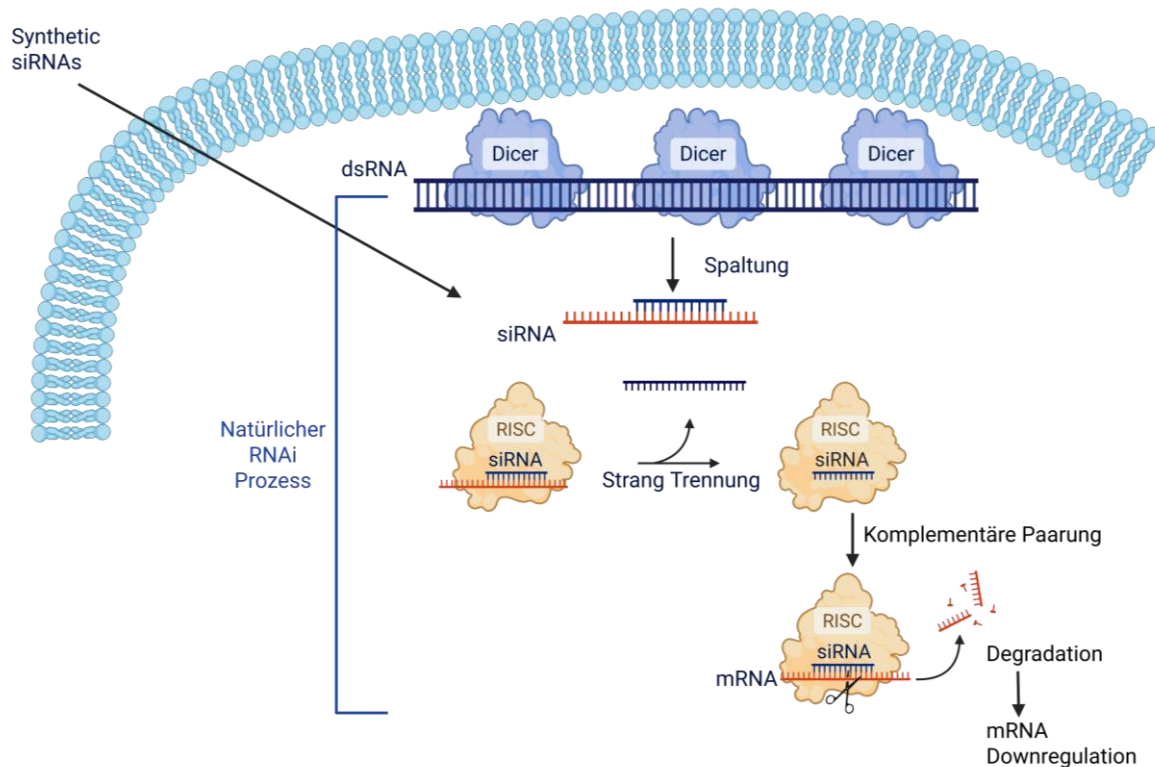 Synthetic
siRNAs
Dicer
Dicer
Dicer
dsRNA
Spaltung
siRNA
Natürlicher
RNAi
Prozess
RISC
siRNA
Strang Trennung
RISC
siRNA
Komplementäre Paarung
RISC
siRNA
mRNA
Degradation
mRNA
Downregulation